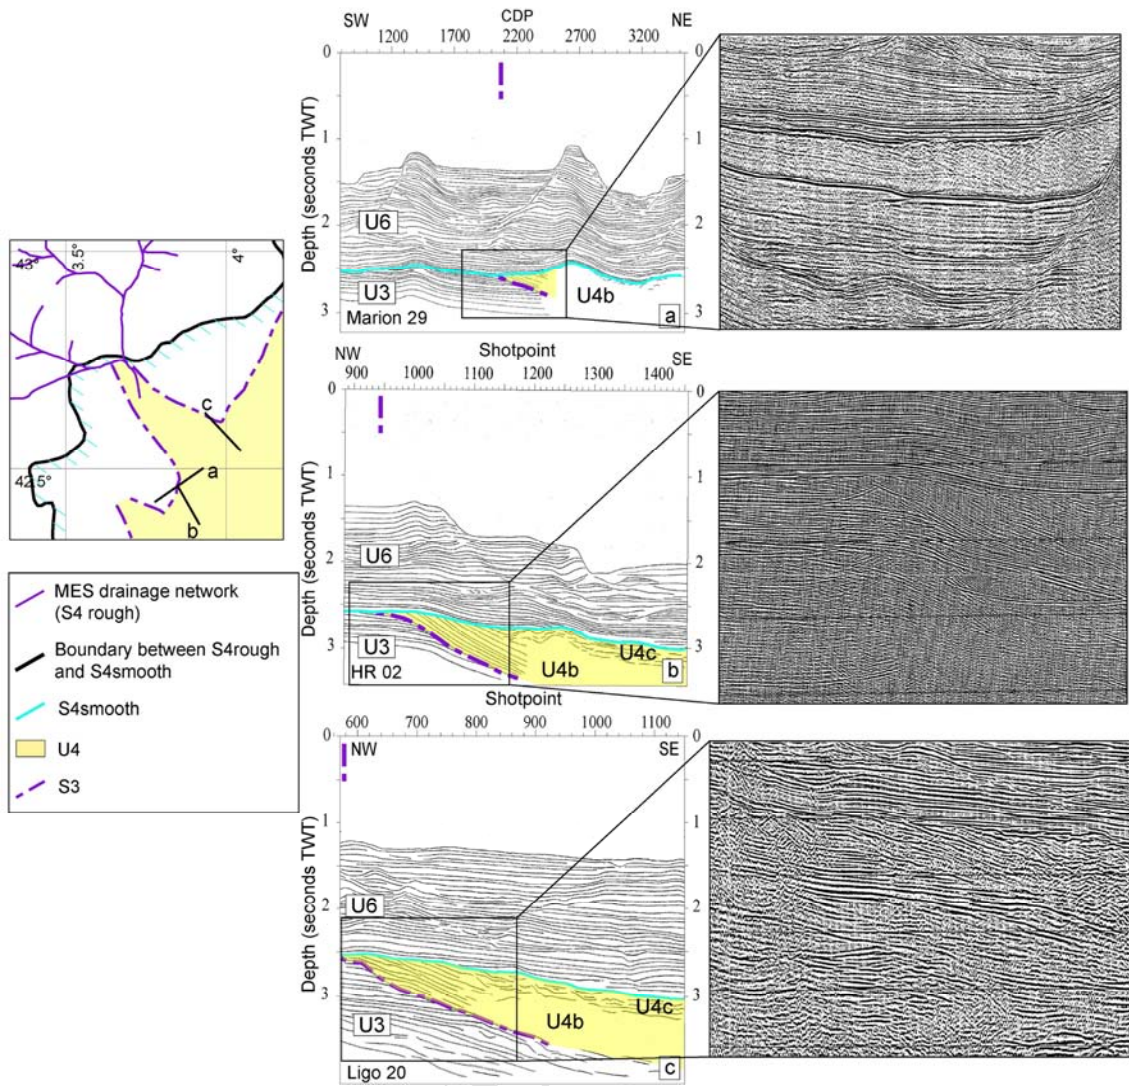 SW CDP NE
1200 1700 2200 2700 3200
0 0
1 1
2 2
3 3
Depth (seconds TWT)
U6
U3
U4b
Marion 29
a
43° 3.5° 4°
42.5°
c
a
b
MES drainage network
(S4 rough)
Boundary between S4rough
and S4smooth
S4smooth
U4
S3
NW Shotpoint SE
900 1000 1100 1200 1300 1400
0 0
1 1
2 2
3 3
Depth (seconds TWT)
U6
U3
U4b
U4c
HR 02
b
Shotpoint
600 700 800 900 1000 1100
0 0
NW SE
1 1
2 2
3 3
Depth (seconds TWT)
U6
U3
U4b
U4c
Ligo 20
c